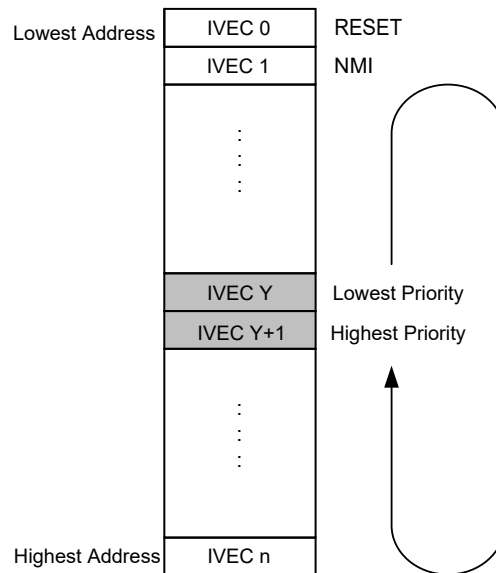 Lowest Address IVEC 0 RESET
IVEC 1 NMI
:
:
:
IVEC Y Lowest Priority
IVEC Y+1 Highest Priority
:
:
:
Highest Address IVEC n